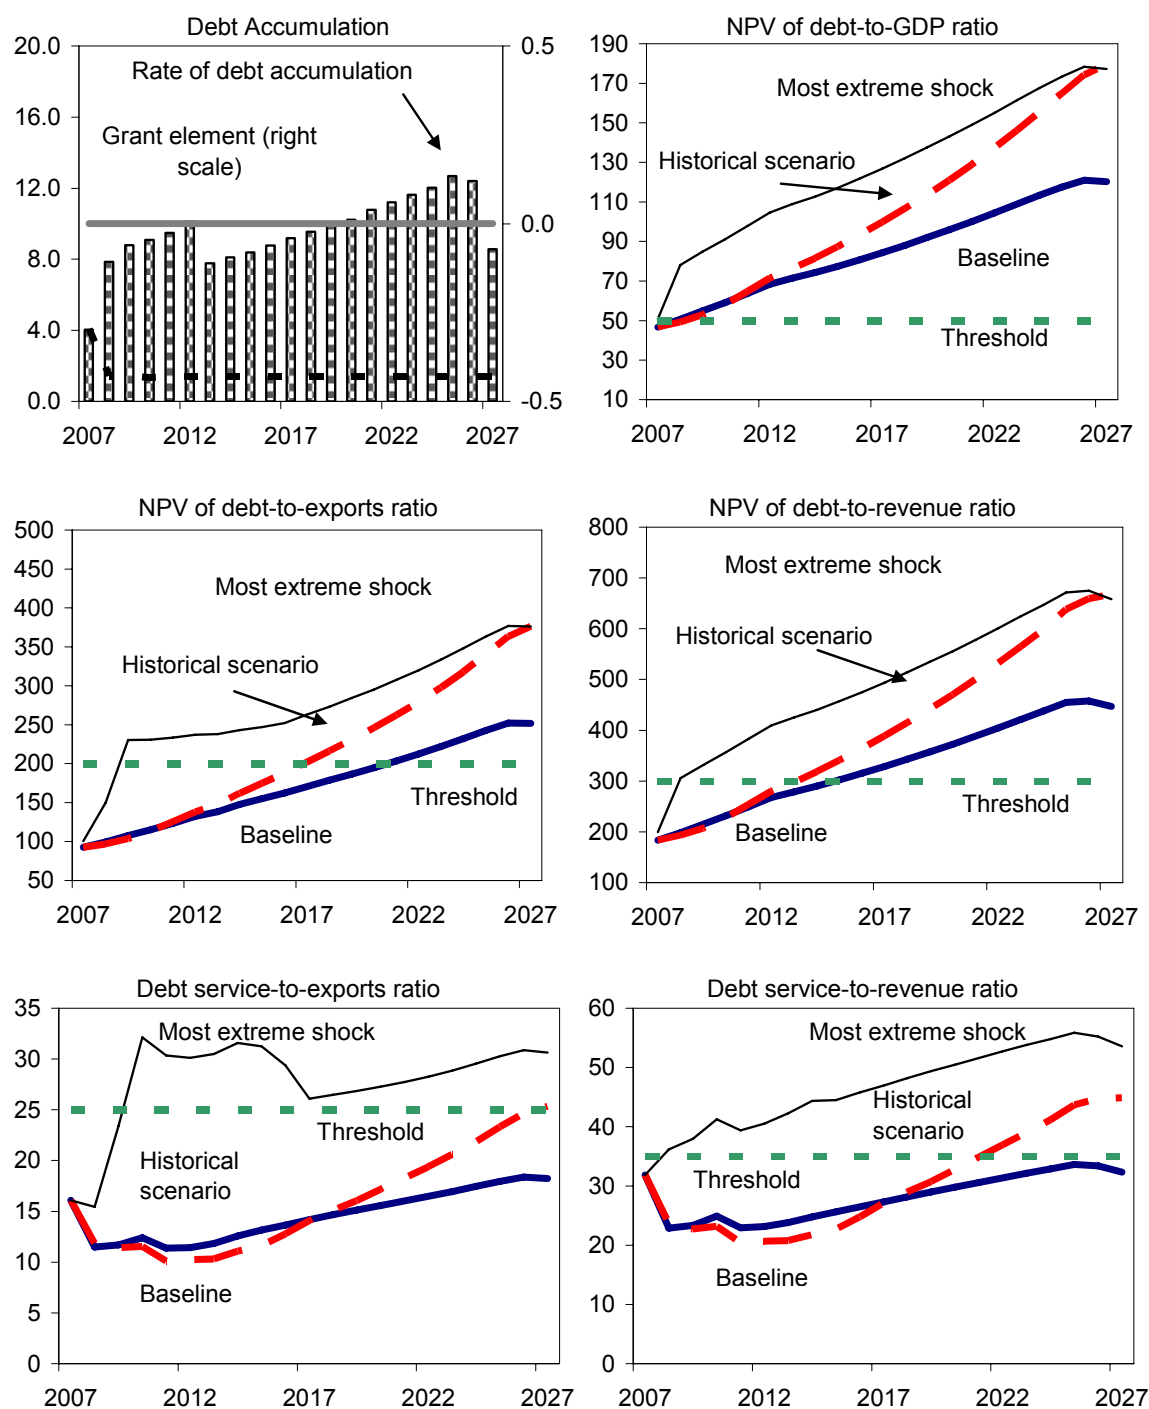 Debt Accumulation
20.0
16.0
12.0
8.0
4.0
0.0
0.5
0.0
-0.5
Rate of debt accumulation
Grant element (right
scale)
2007
2012
2017
2022
2027
NPV of debt-to-GDP ratio
190
170
150
130
110
90
70
50
30
10
Most extreme shock
Historical scenario
Baseline
Threshold
2007
2012
2017
2022
2027
NPV of debt-to-exports ratio
500
450
400
350
300
250
200
150
100
50
Most extreme shock
Historical scenario
Threshold
Baseline
2007
2012
2017
2022
2027
NPV of debt-to-revenue ratio
800
700
600
500
400
300
200
100
Most extreme shock
Historical scenario
Threshold
Baseline
2007
2012
2017
2022
2027
Debt service-to-exports ratio
35
30
25
20
15
10
5
0
Most extreme shock
Threshold
Historical
scenario
Baseline
2007
2012
2017
2022
2027
Debt service-to-revenue ratio
60
50
40
30
20
10
0
Most extreme shock
Historical
scenario
Threshold
Baseline
2007
2012
2017
2022
2027